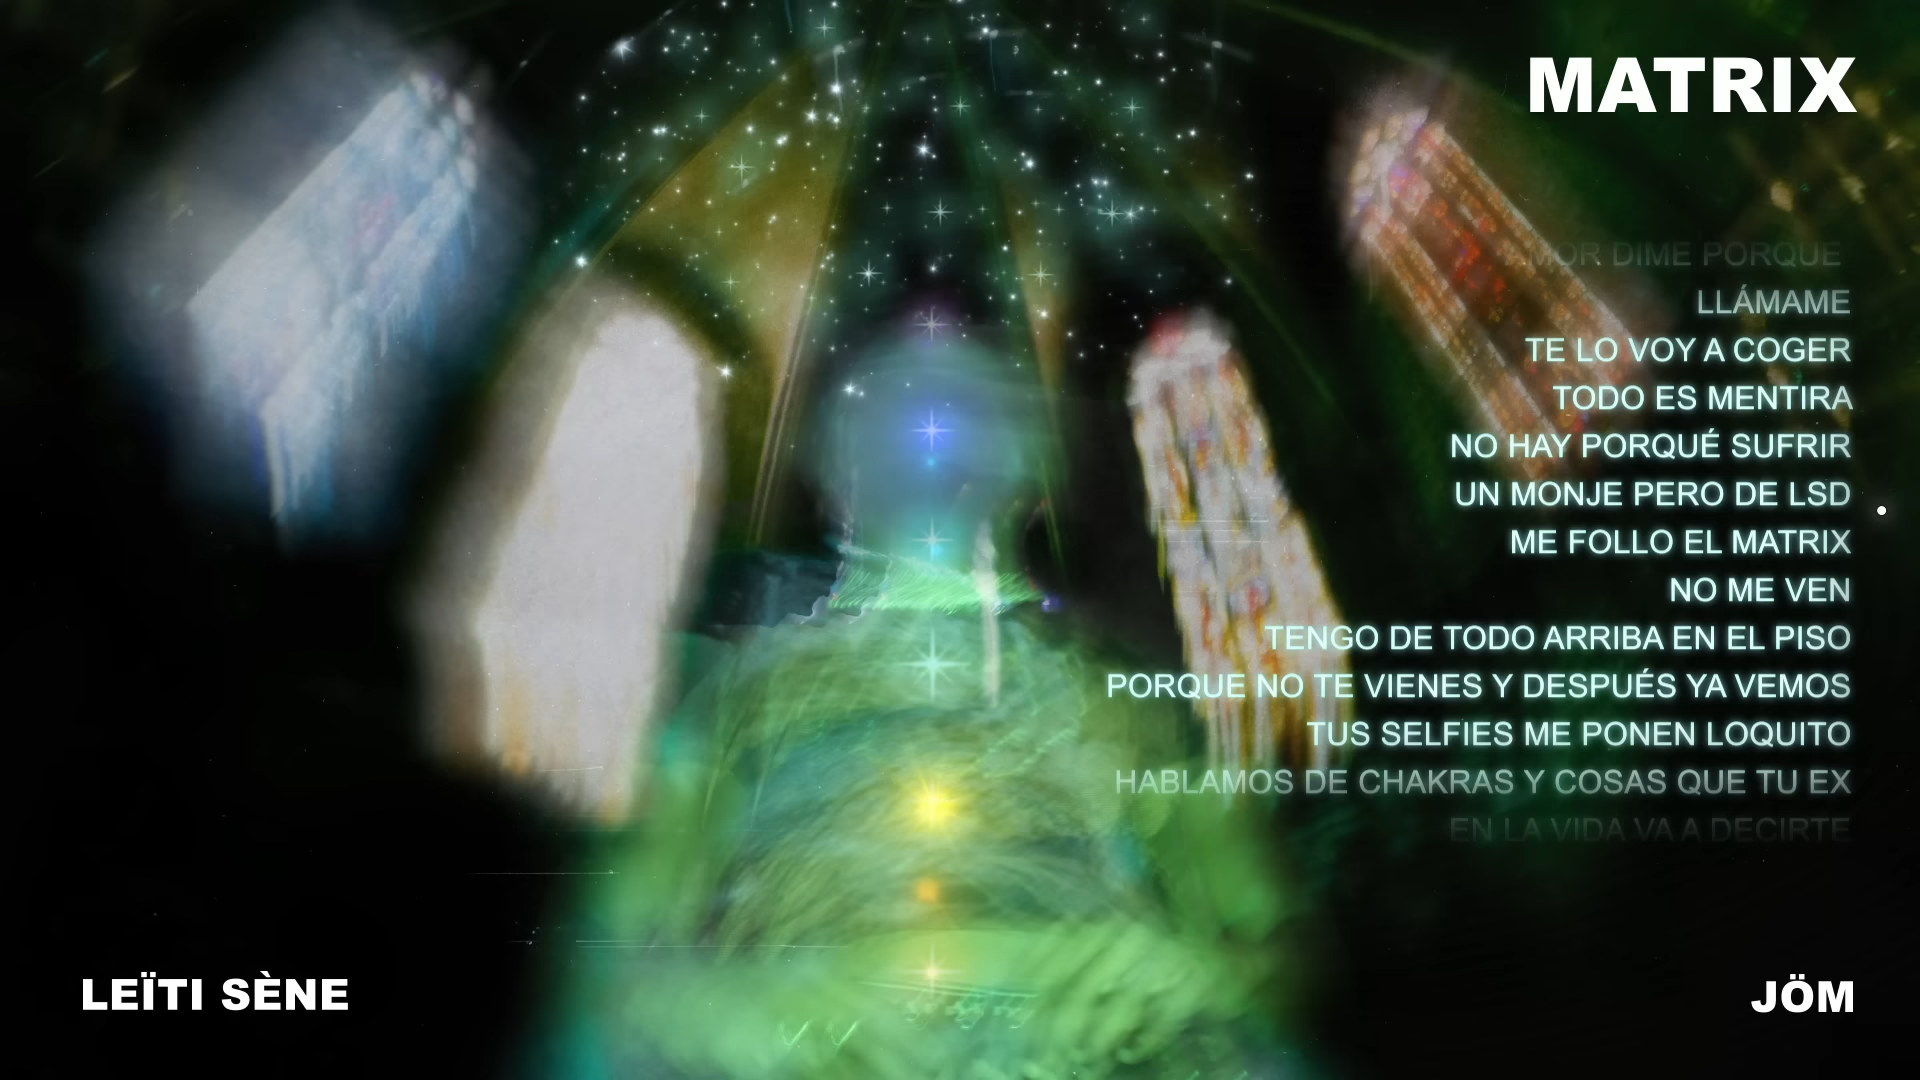 MATRIX
AMOR DIME PORQUE
LLÁMAME
TE LO VOY A COGER
TODO ES MENTIRA
NO HAY PORQUÉ SUFRIR
UN MONJE PERO DE LSD
ME FOLLO EL MATRIX
NO ME VEN
TENGO DE TODO ARRIBA EN EL PISO
PORQUE NO TE VIENES Y DESPUÉS YA VEMOS
TUS SELFIES ME PONEN LOQUITO
HABLAMOS DE CHAKRAS Y COSAS QUE TU EX
EN LA VIDA VA A DECIRTE
LEÏTI SÈNE
JÖM